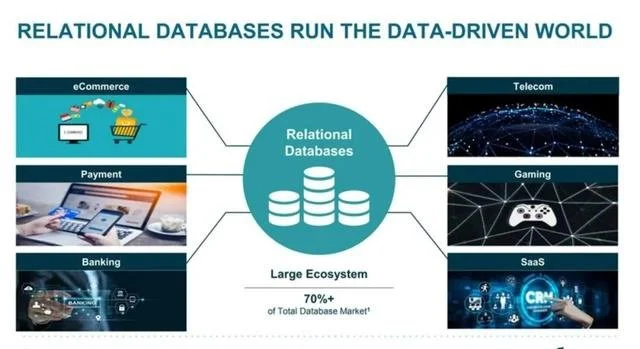 RELATIONAL DATABASES RUN THE DATA-DRIVEN WORLD
eCommerce
Payment
Banking
Relational
Databases
Large Ecosystem
70%+
of Total Database Market¹
Telecom
Gaming
SaaS
BANKING
CRM